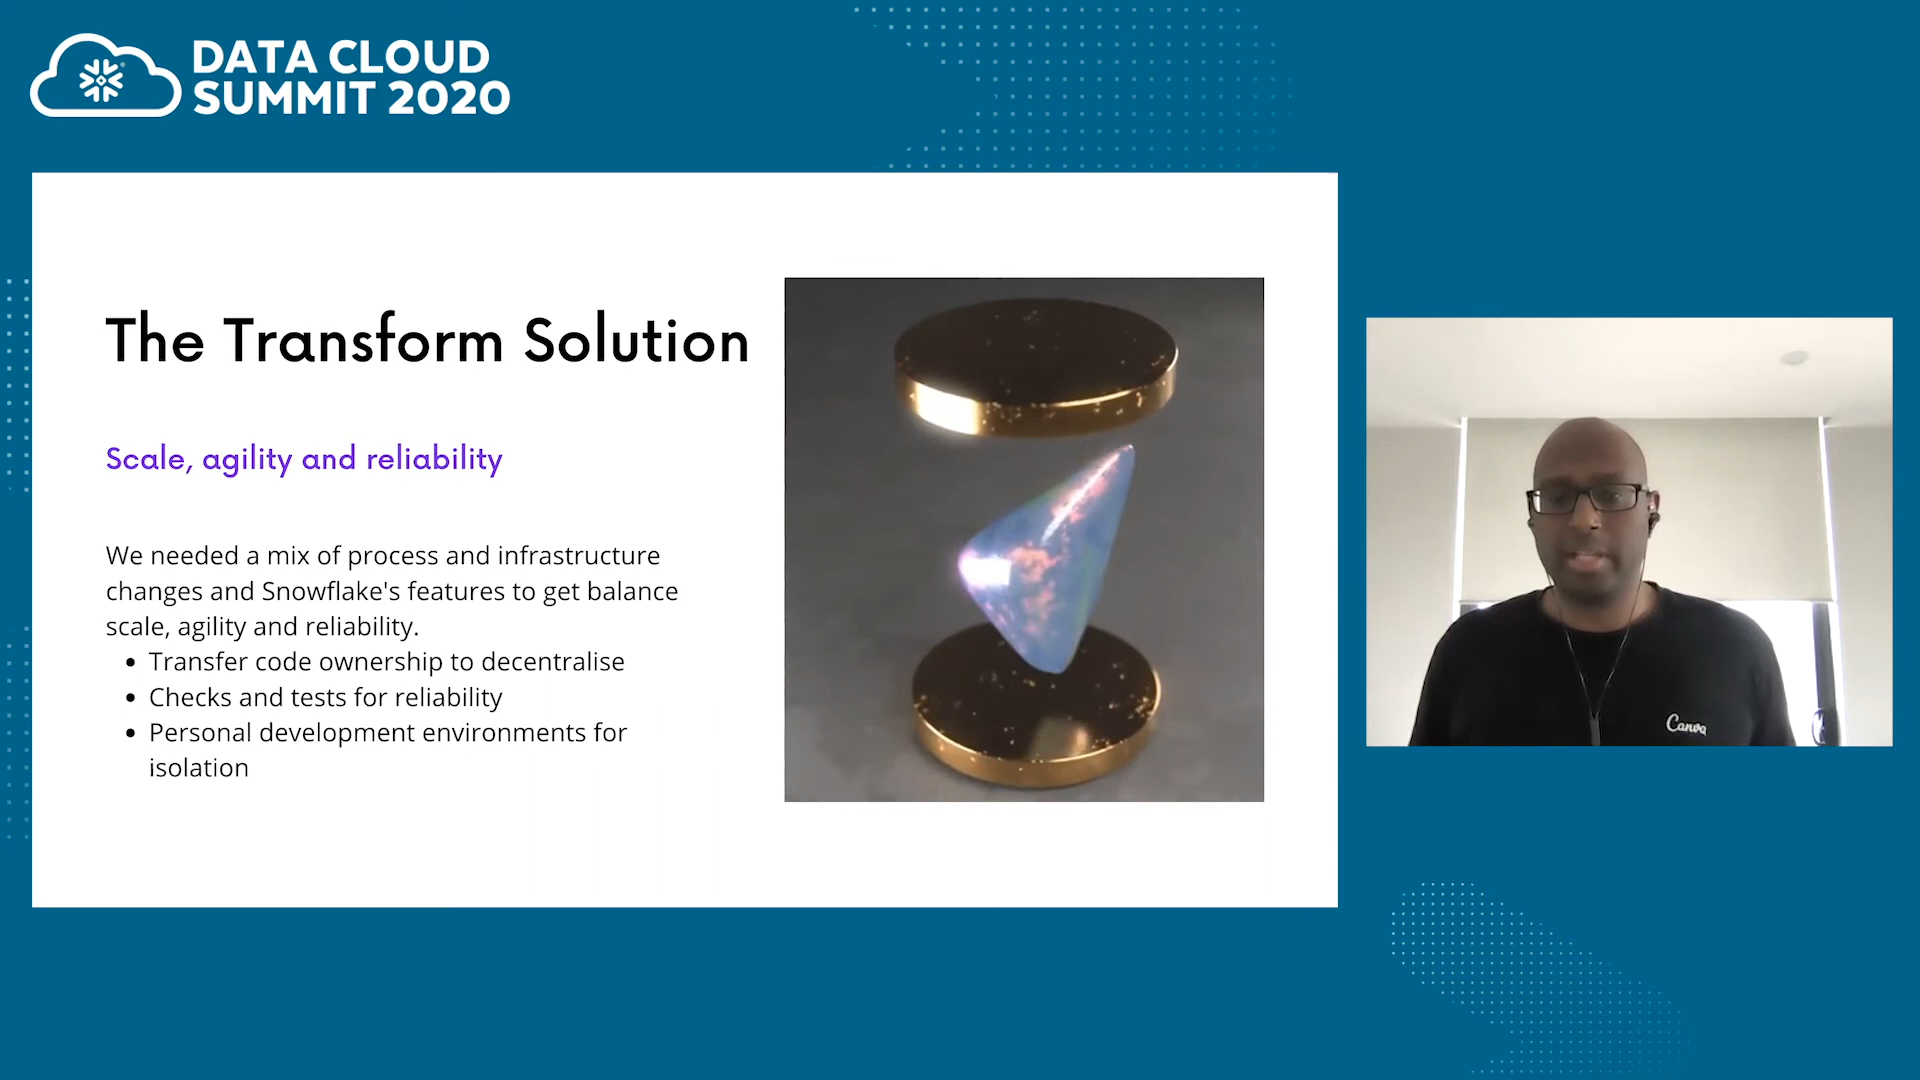 DATA CLOUD
SUMMIT 2020
The Transform Solution
Scale, agility and reliability
We needed a mix of process and infrastructure
changes and Snowflake's features to get balance
scale, agility and reliability.
• Transfer code ownership to decentralise
• Checks and tests for reliability
• Personal development environments for
isolation
Canva